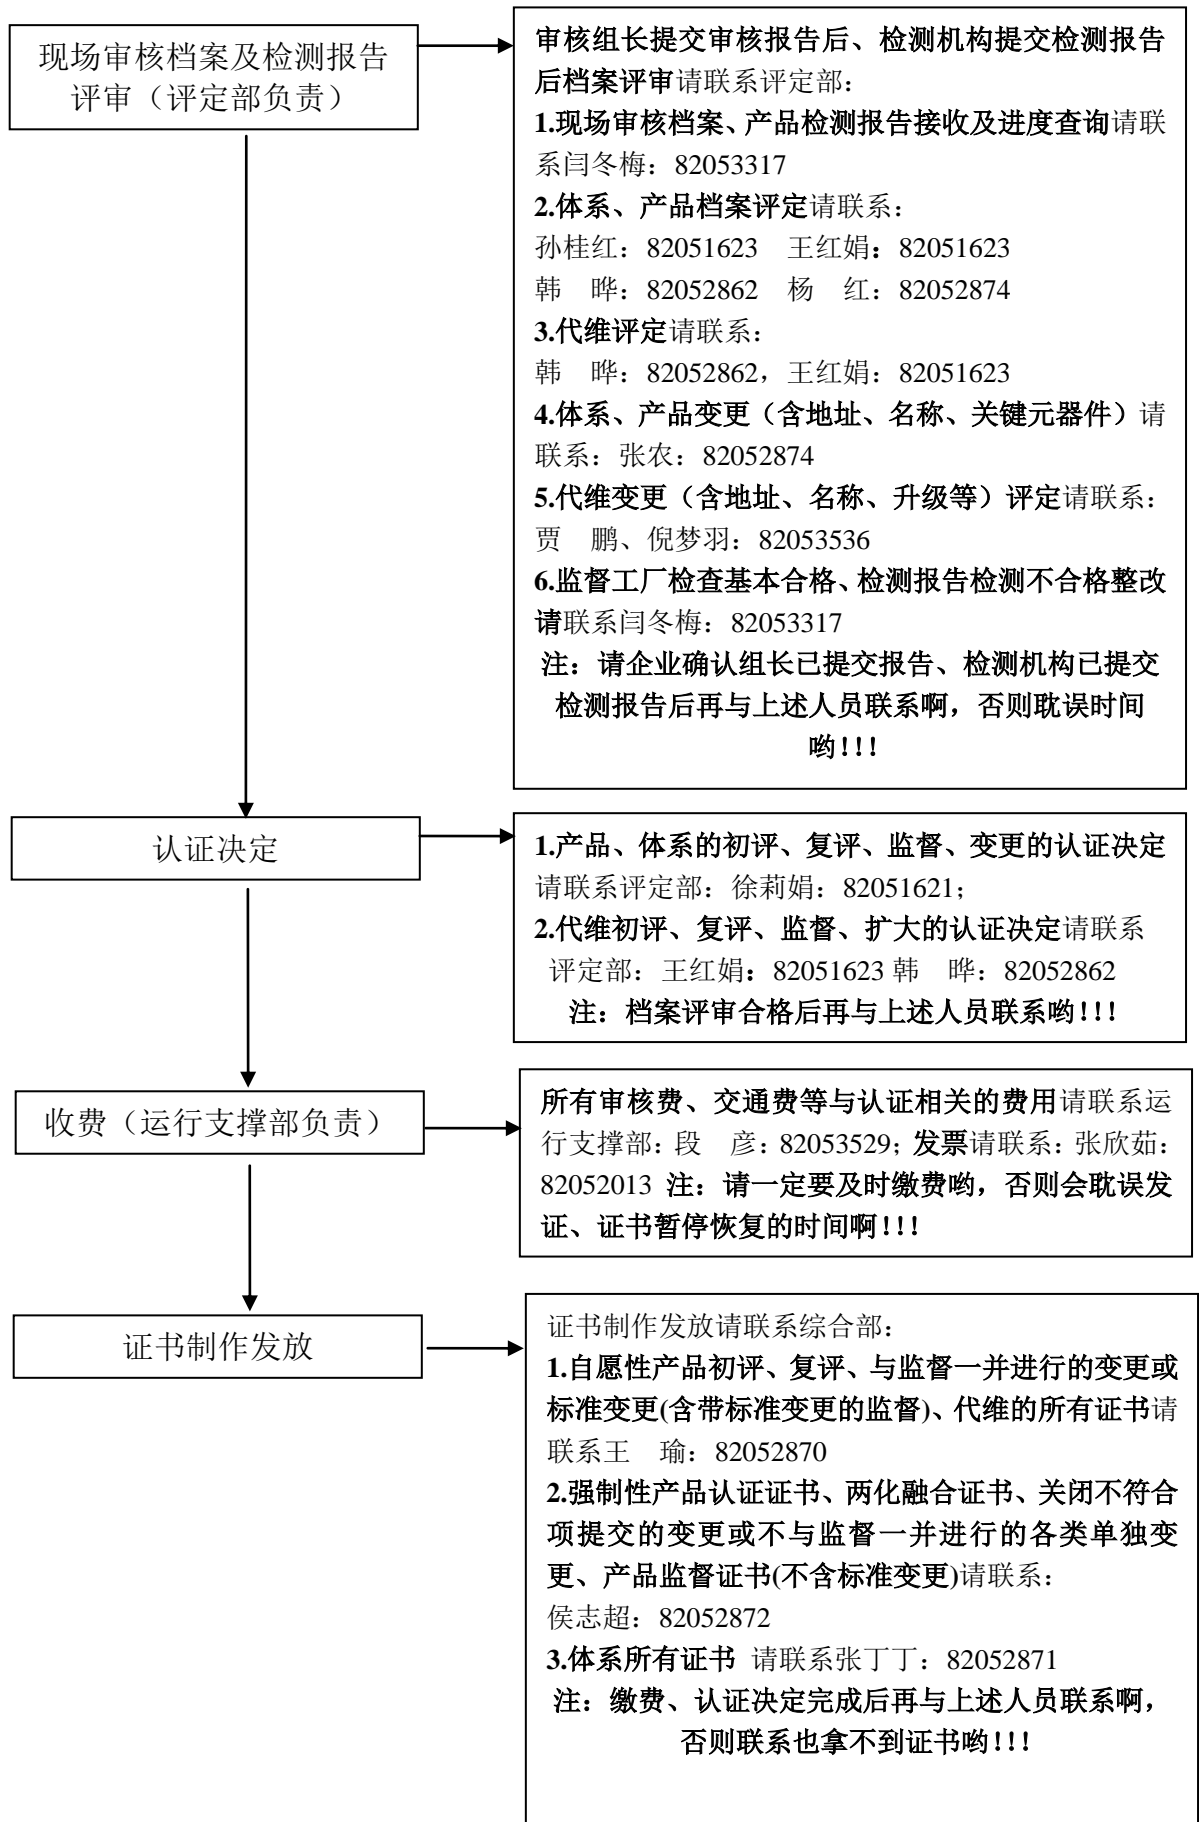 现场审核档案及检测报告
评审（评定部负责）
审核组长提交审核报告后、检测机构提交检测报告
后档案评审请联系评定部：
1.现场审核档案、产品检测报告接收及进度查询请联
系闫冬梅：82053317
2.体系、产品档案评定请联系：
孙桂红：82051623　王红娟：82051623
韩　晔：82052862　杨　红：82052874
3.代维评定请联系：
韩　晔：82052862，王红娟：82051623
4.体系、产品变更（含地址、名称、关键元器件）请
联系：张农：82052874
5.代维变更（含地址、名称、升级等）评定请联系：
贾　鹏、倪梦羽：82053536
6.监督工厂检查基本合格、检测报告检测不合格整改
请联系闫冬梅：82053317
注：请企业确认组长已提交报告、检测机构已提交
检测报告后再与上述人员联系啊，否则耽误时间
哟!!!
认证决定
1.产品、体系的初评、复评、监督、变更的认证决定
请联系评定部：徐莉娟：82051621;
2.代维初评、复评、监督、扩大的认证决定请联系
评定部：王红娟：82051623 韩　晔：82052862
注：档案评审合格后再与上述人员联系哟!!!
收费（运行支撑部负责）
所有审核费、交通费等与认证相关的费用请联系运
行支撑部：段　彦：82053529；发票请联系：张欣茹：
82052013 注：请一定要及时缴费哟，否则会耽误发
证、证书暂停恢复的时间啊!!!
证书制作发放
证书制作发放请联系综合部：
1.自愿性产品初评、复评、与监督一并进行的变更或
标准变更(含带标准变更的监督)、代维的所有证书请
联系王　瑜：82052870
2.强制性产品认证证书、两化融合证书、关闭不符合
项提交的变更或不与监督一并进行的各类单独变
更、产品监督证书(不含标准变更)请联系：
侯志超：82052872
3.体系所有证书 请联系张丁丁：82052871
注：缴费、认证决定完成后再与上述人员联系啊，
否则联系也拿不到证书哟!!!